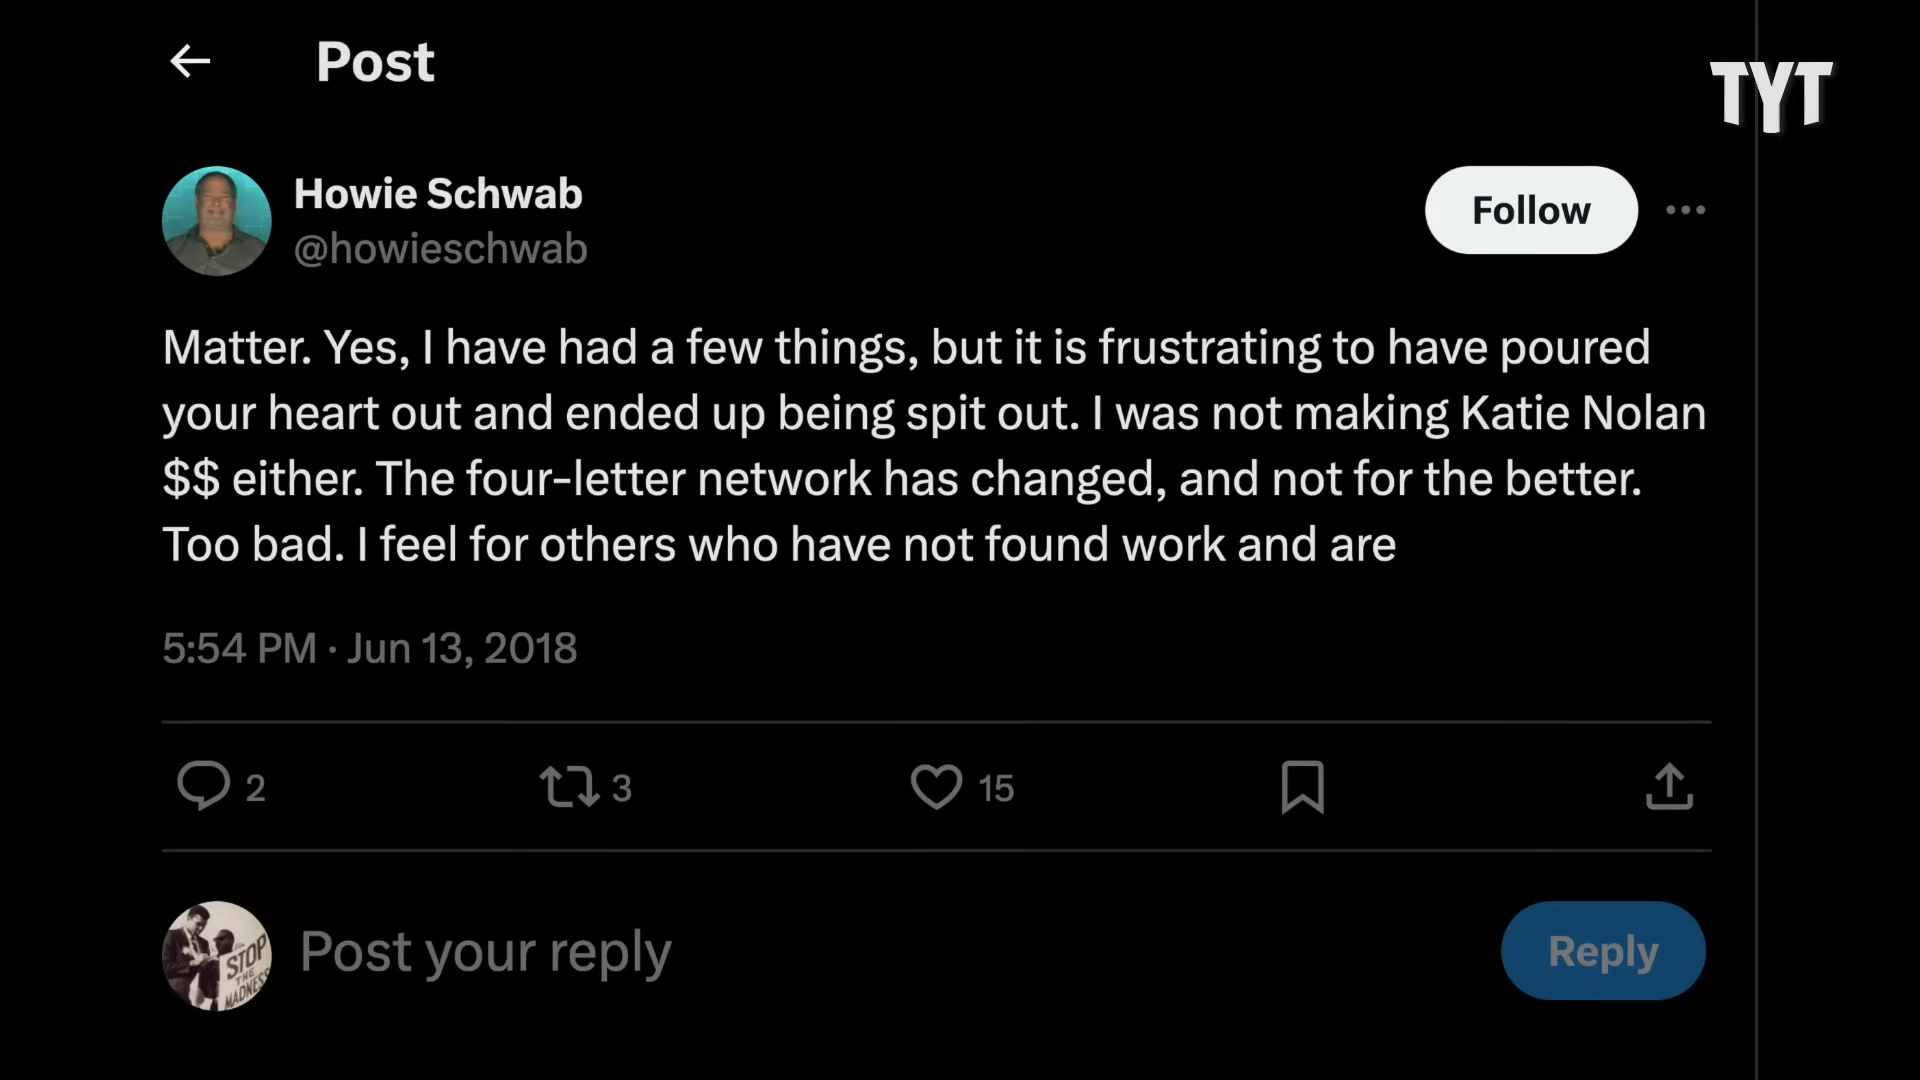 Post
TYT
Howie Schwab
@howieschwab
Follow
Matter. Yes, I have had a few things, but it is frustrating to have poured
your heart out and ended up being spit out. I was not making Katie Nolan
$$ either. The four-letter network has changed, and not for the better.
Too bad. I feel for others who have not found work and are
5:54 PM · Jun 13, 2018
2
3
15
STOP
THE
MADNESS
Post your reply
Reply